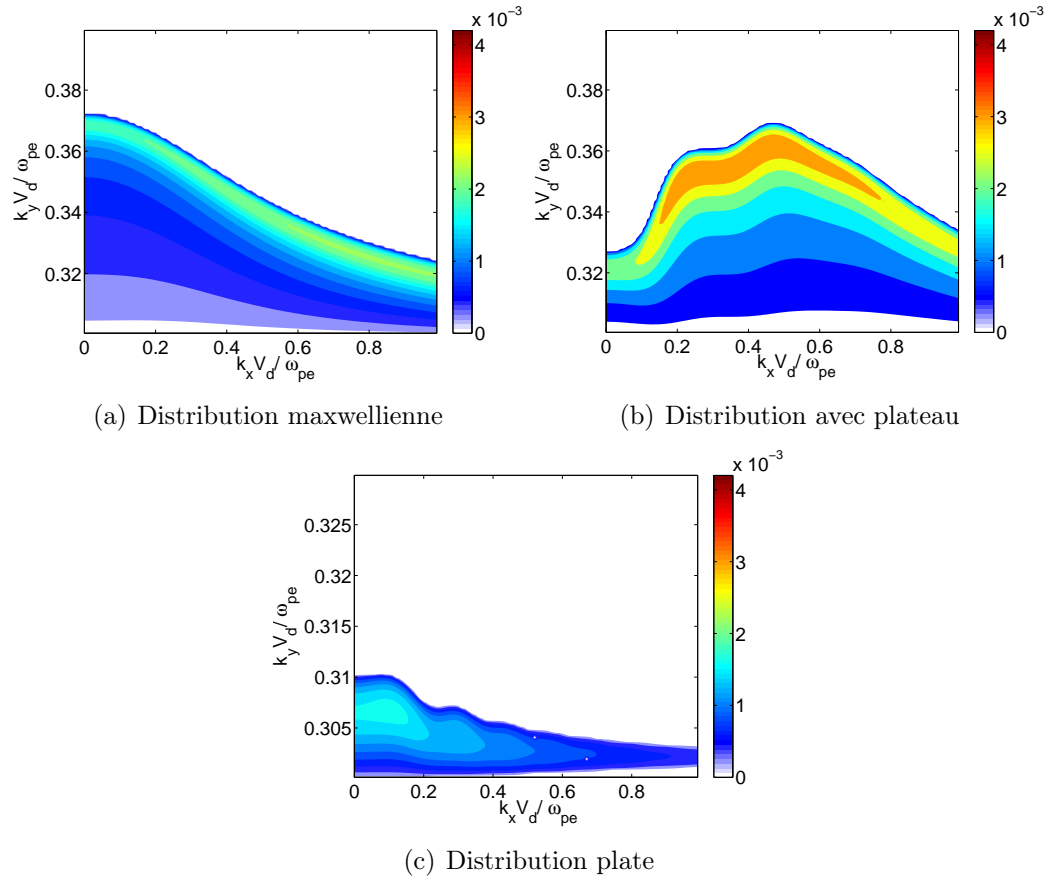 x 10⁻³
4
3
2
1
0
0.38
0.36
0.34
0.32
k_y V_d / ω_pe
0 0.2 0.4 0.6 0.8
k_x V_d / ω_pe
(a) Distribution maxwellienne
x 10⁻³
4
3
2
1
0
0.38
0.36
0.34
0.32
k_y V_d / ω_pe
0 0.2 0.4 0.6 0.8
k_x V_d / ω_pe
(b) Distribution avec plateau
x 10⁻³
4
3
2
1
0
0.325
0.32
0.315
0.31
0.305
k_y V_d / ω_pe
0 0.2 0.4 0.6 0.8
k_x V_d / ω_pe
(c) Distribution plate